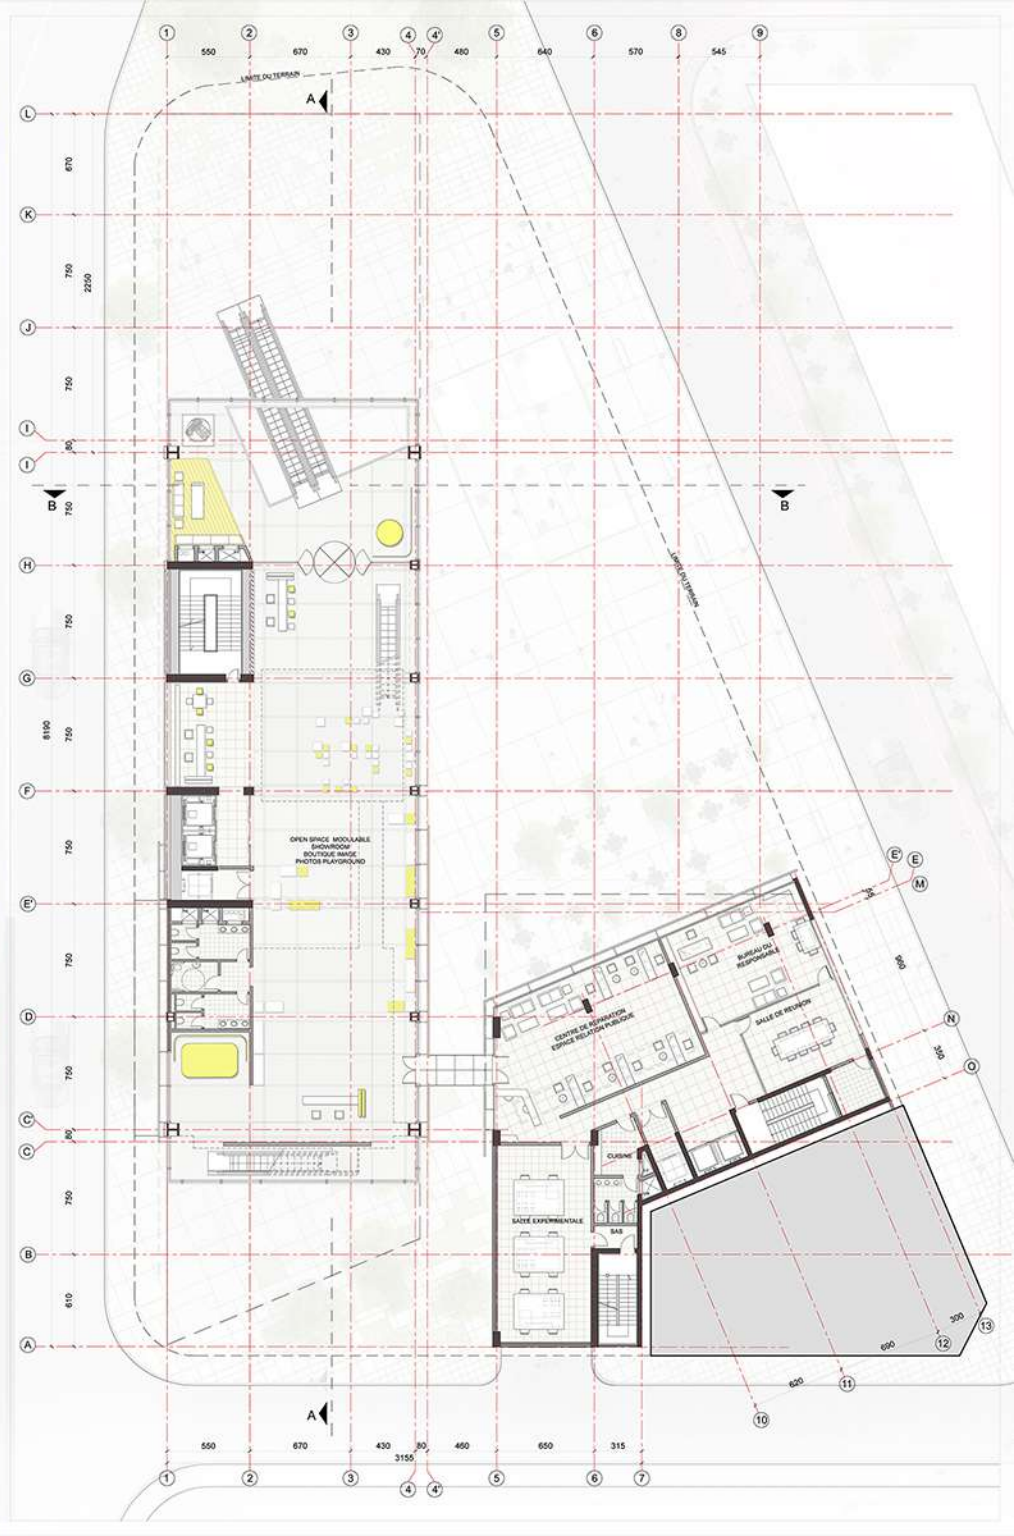 1 2 3 4 4' 5 6 8 9
550 670 430 70 480 640 570 545
LIMITE DU TERRAIN
A
L
670
K
750
2250
J
750
I
80
I
B
750
B
H
LIMITE DU TERRAIN
750
G
8190
750
F
OPEN SPACE MODULABLE
SHOWROOM
BOUTIQUE IMAGE
PHOTOS PLAYGROUND
750
E' E
M
E'
960
BUREAU DU
RESPONSABLE
750
CENTRE DE REPARATION
ESPACE RELATION PUBLIQUE
SALLE DE REUNION
D
N
350
750
O
C'
80
C
CUISINE
750
SALLE EXPERIMENTALE
SAS
B
610
300
13
A
690
12
620
11
10
A
550 670 430 80 460 650 315
3155
1 2 3 4 4' 5 6 7